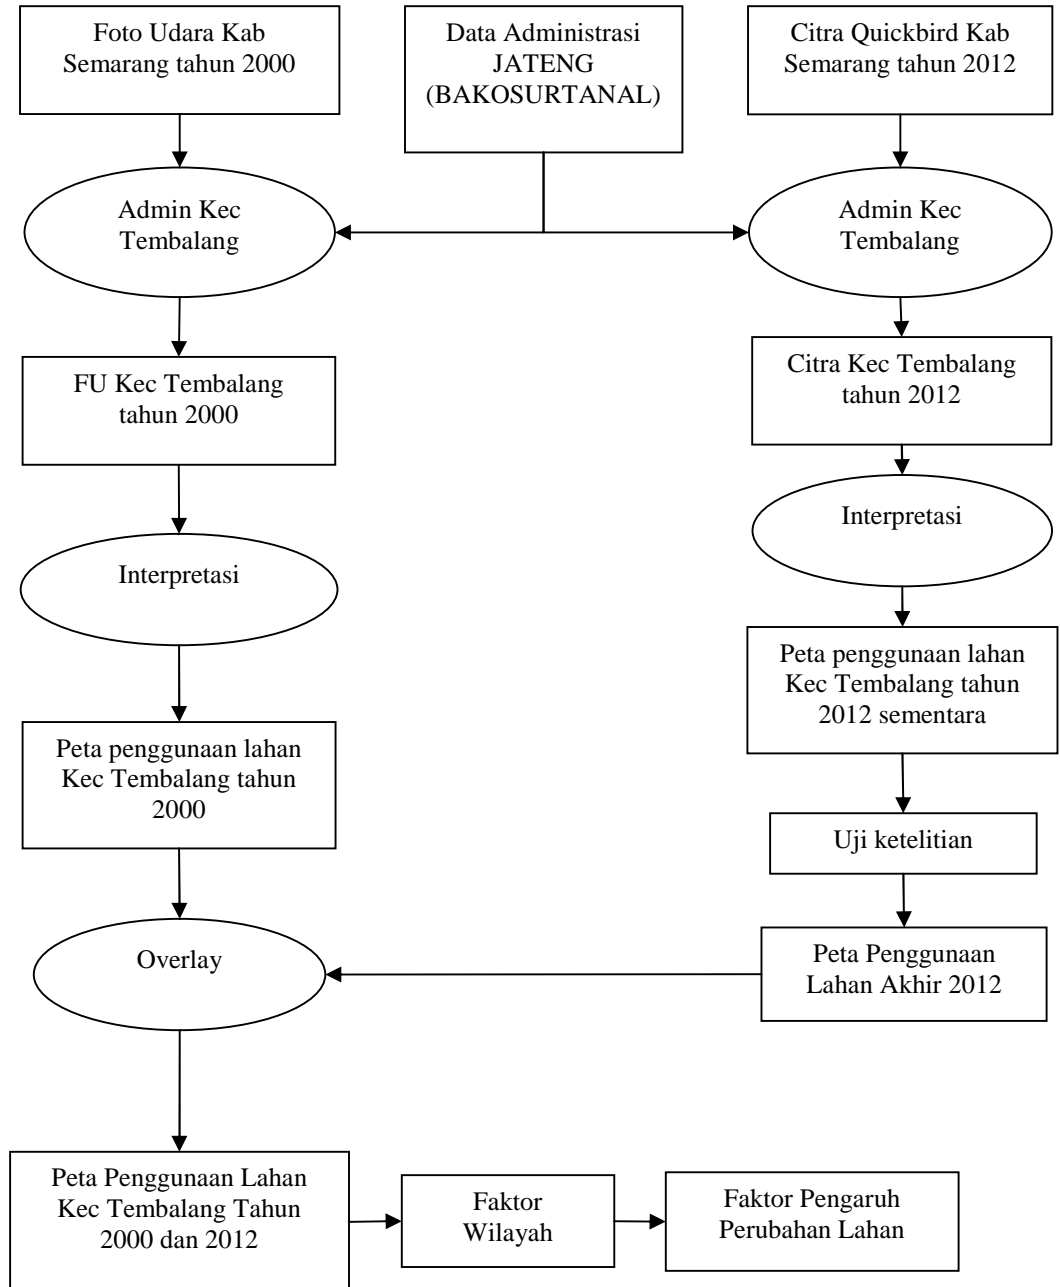 Foto Udara Kab
Semarang tahun 2000
Data Administrasi
JATENG
(BAKOSURTANAL)
Citra Quickbird Kab
Semarang tahun 2012
Admin Kec
Tembalang
Admin Kec
Tembalang
FU Kec Tembalang
tahun 2000
Citra Kec Tembalang
tahun 2012
Interpretasi
Interpretasi
Peta penggunaan lahan
Kec Tembalang tahun
2012 sementara
Peta penggunaan lahan
Kec Tembalang tahun
2000
Uji ketelitian
Overlay
Peta Penggunaan
Lahan Akhir 2012
Peta Penggunaan Lahan
Kec Tembalang Tahun
2000 dan 2012
Faktor
Wilayah
Faktor Pengaruh
Perubahan Lahan